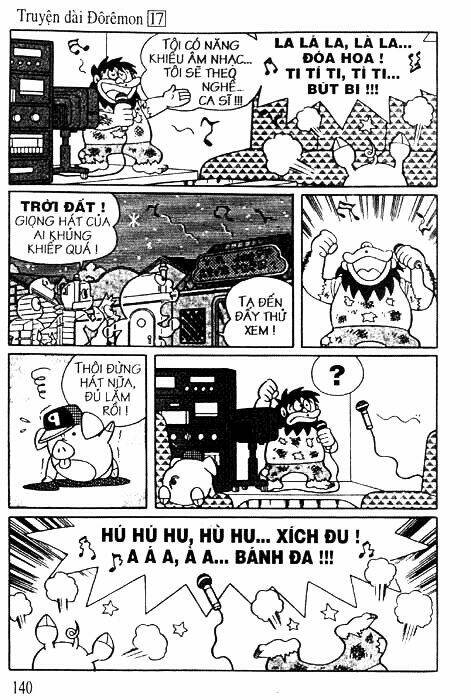 Truyện dài Đôrêmon 17
TÔI CÓ NĂNG
KHIẾU ÂM NHẠC...
TÔI SẼ THEO
NGHỀ...
CA SĨ !!!
LA LÁ LA, LÀ LA...
ĐÓA HOA !
TI TÍ TI, TÍ TI...
BÚT BI !!!
TRỜI ĐẤT !
GIỌNG HÁT CỦA
AI KHỦNG
KHIẾP QUÁ !
TA ĐẾN
ĐẤY THỬ
XEM !
THÔI ĐỪNG
HÁT NỮA,
ĐỦ LẮM
RỒI !
P
?
HÚ HÚ HU, HÙ HU... XÍCH ĐU !
A Á A, Á A... BÁNH ĐA !!!
140